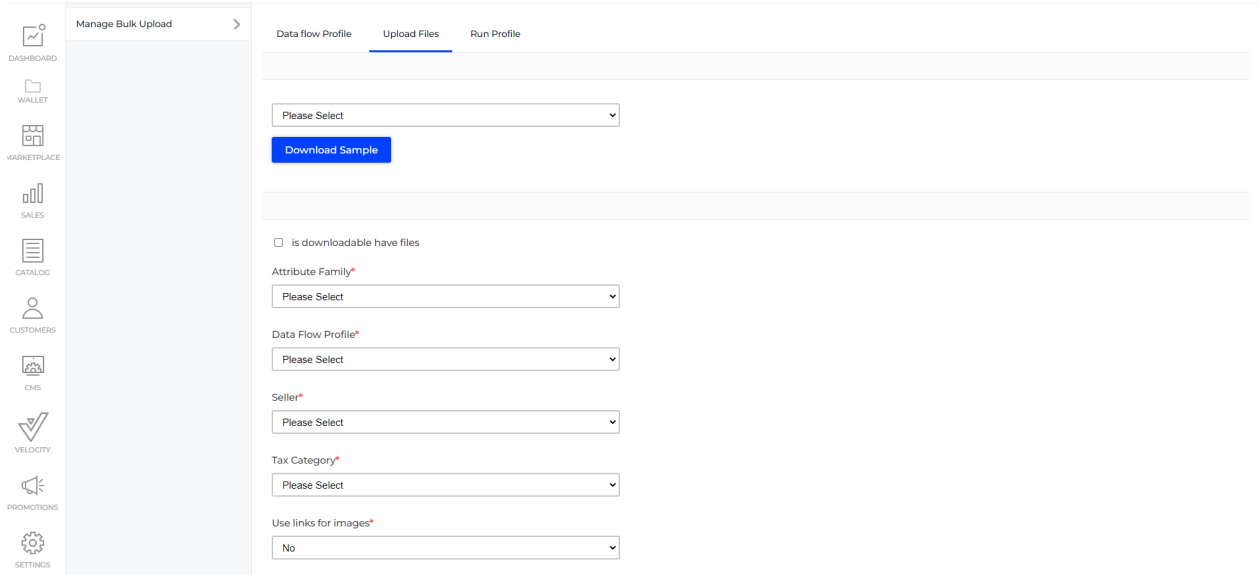 Manage Bulk Upload
DASHBOARD
WALLET
MARKETPLACE
SALES
CATALOG
CUSTOMERS
CMS
VELOCITY
PROMOTIONS
SETTINGS
Data flow Profile
Upload Files
Run Profile
Please Select
Download Sample
is downloadable have files
Attribute Family*
Please Select
Data Flow Profile*
Please Select
Seller*
Please Select
Tax Category*
Please Select
Use links for images*
No